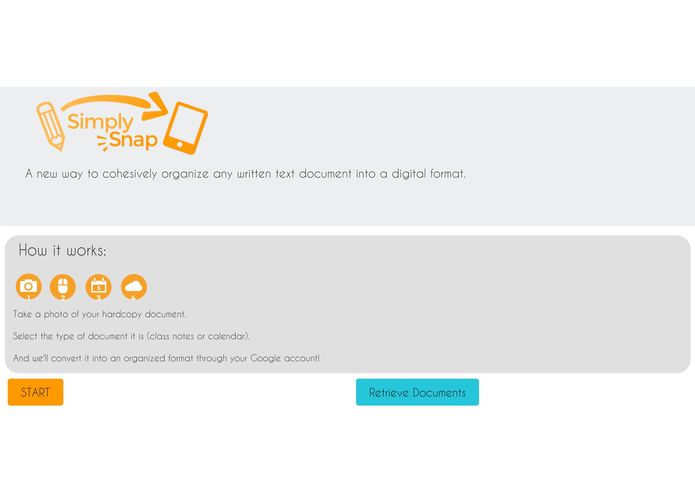 Simply
Snap
A new way to cohesively organize any written text document into a digital format.
How it works:
1 2 3 4
Take a photo of your hardcopy document,
Select the type of document it is (class notes or calendar),
And we'll convert it into an organized format through your Google account!
START
Retrieve Documents